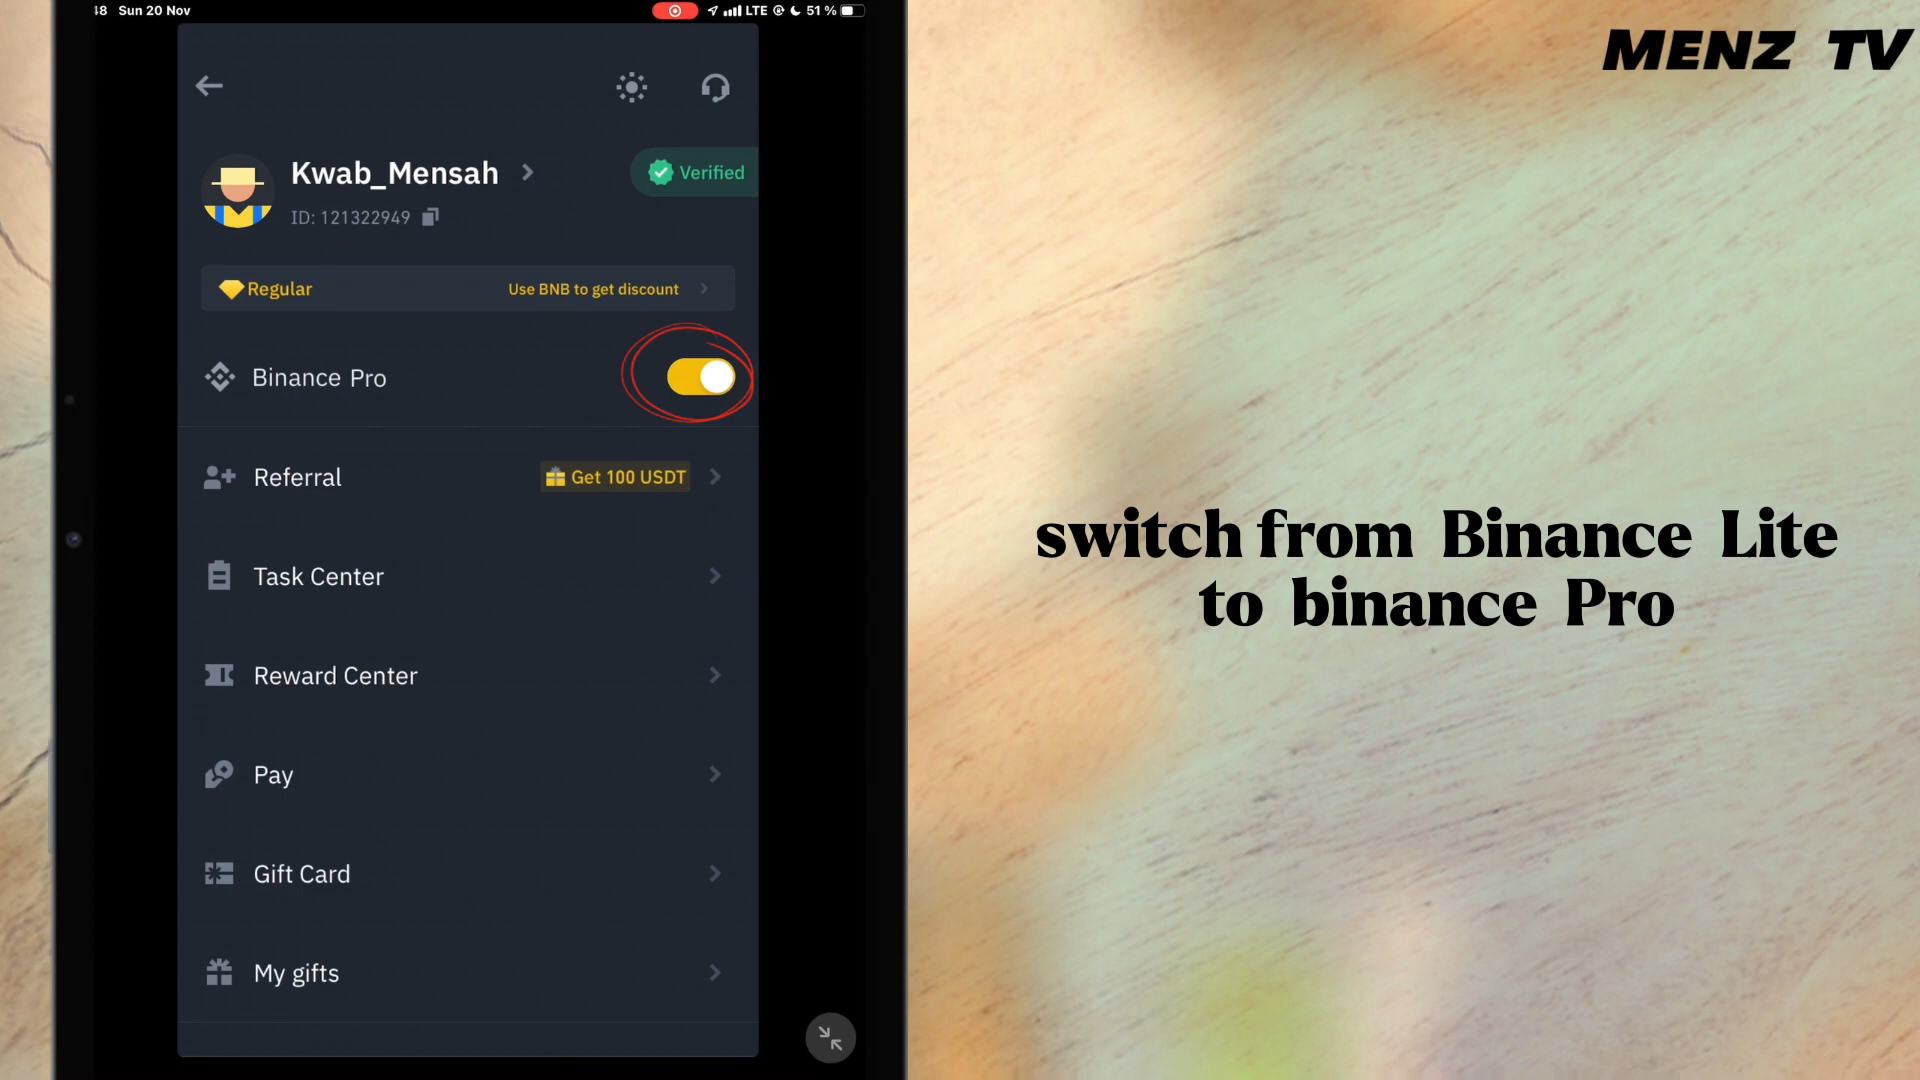 18 Sun 20 Nov
LTE 51 %
MENZ TV
Kwab_Mensah
Verified
ID: 121322949
Regular
Use BNB to get discount
Binance Pro
Referral
Get 100 USDT
Task Center
Reward Center
Pay
Gift Card
My gifts
switch from Binance Lite
to binance Pro